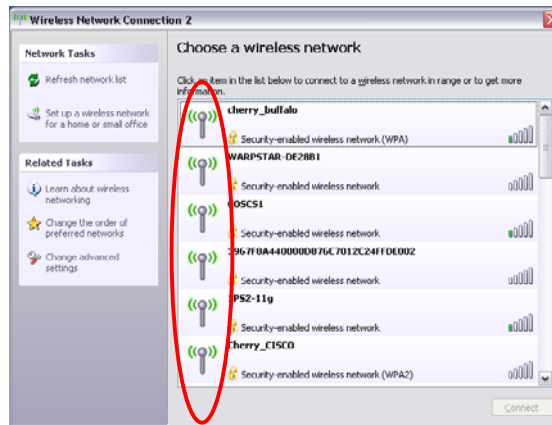 Wireless Network Connection 2
Network Tasks
Refresh network list
Set up a wireless network
for a home or small office
Related Tasks
Learn about wireless
networking
Change the order of
preferred networks
Change advanced
settings
Choose a wireless network
Click an item in the list below to connect to a wireless network in range or to get more
information.
cherry_buffalo
Security-enabled wireless network (WPA)
WARPSTAR-DE28B1
Security-enabled wireless network
Security-enabled wireless network
Security-enabled wireless network
Security-enabled wireless network
Cherry_CISCO
Security-enabled wireless network (WPA2)
Connect